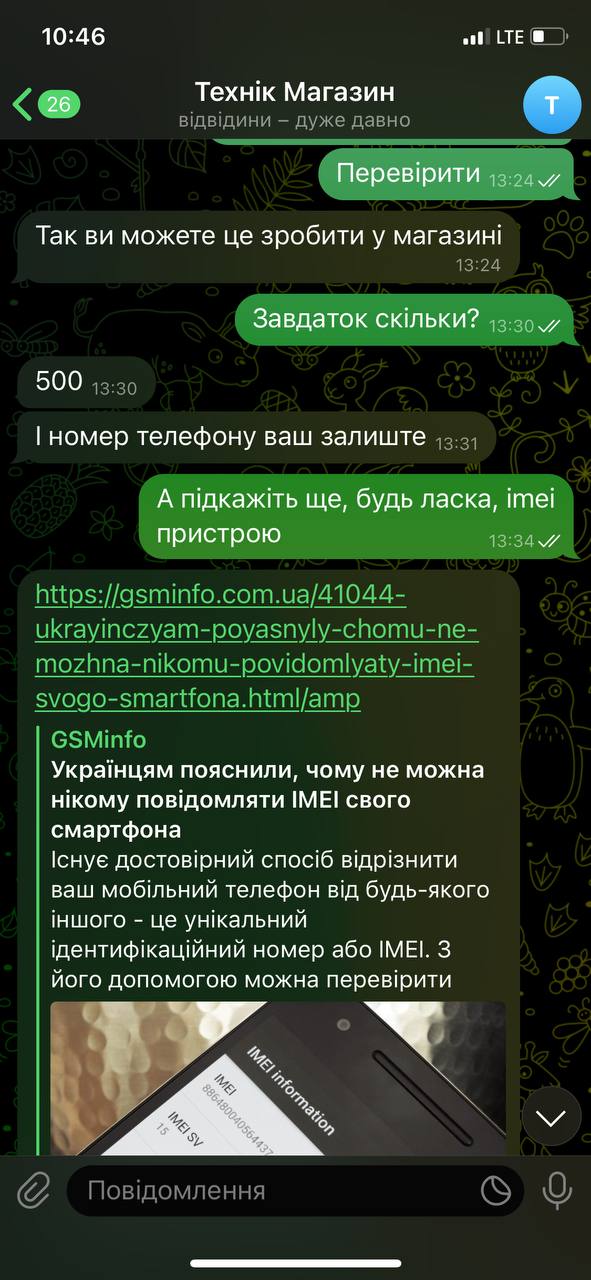 10:46
LTE
26
Технік Магазин
відвідини – дуже давно
Т
Перевірити 13:24
Так ви можете це зробити у магазині
13:24
Завдаток скільки? 13:30
500 13:30
І номер телефону ваш залиште 13:31
А підкажіть ще, будь ласка, imei
пристрою 13:34
https://gsminfo.com.ua/41044-
ukrayinczyam-poyasnyly-chomu-ne-
mozhna-nikomu-povidomlyaty-imei-
svogo-smartfona.html/amp
GSMinfo
Українцям пояснили, чому не можна
нікому повідомляти IMEI свого
смартфона
Існує достовірний спосіб відрізнити
ваш мобільний телефон від будь-якого
іншого - це унікальний
ідентифікаційний номер або IMEI. З
його допомогою можна перевірити
IMEI information
IMEI
IMEI SV
15
Повідомлення